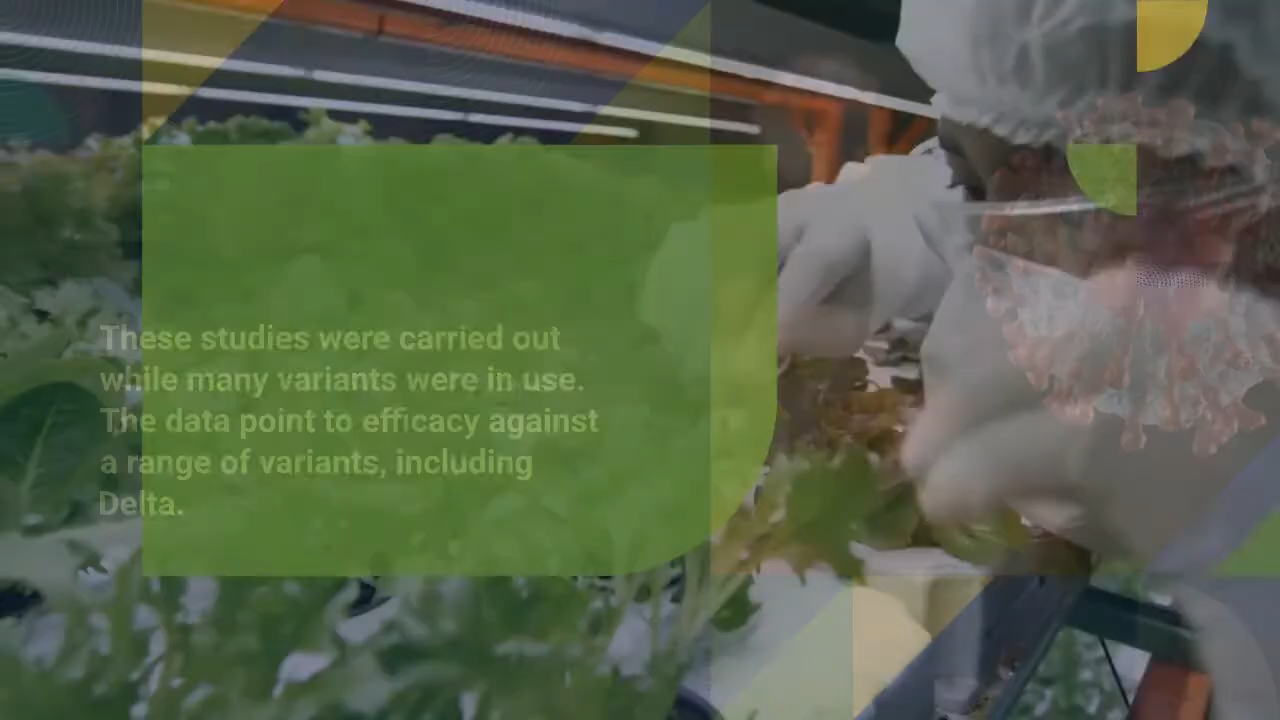 These studies were carried out
while many variants were in use.
The data point to efficacy against
a range of variants, including
Delta.